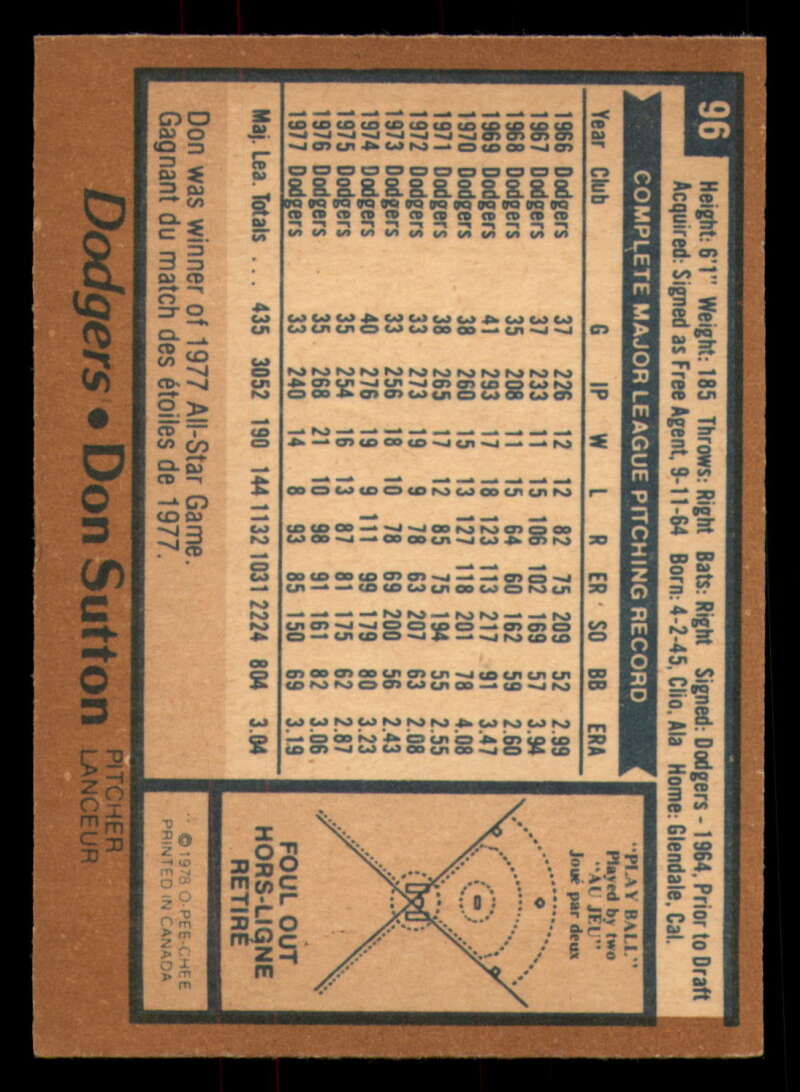 96
Height: 6'1" Weight: 185 Throws: Right Bats: Right Signed: Dodgers - 1964, Prior to Draft
Acquired: Signed as Free Agent, 9-11-64 Born: 4-2-45, Clio, Ala Home: Glendale, Cal.
COMPLETE MAJOR LEAGUE PITCHING RECORD
Year Club G IP W L R ER SO BB ERA
1966 Dodgers 37 226 12 12 82 75 209 52 2.99
1967 Dodgers 37 233 11 15 106 102 169 57 3.94
1968 Dodgers 35 208 11 15 64 60 162 59 2.60
1969 Dodgers 41 293 17 18 123 113 217 91 3.47
1970 Dodgers 38 260 15 13 127 118 201 78 4.08
1971 Dodgers 38 265 17 12 85 75 194 55 2.55
1972 Dodgers 33 273 19 9 78 63 207 63 2.08
1973 Dodgers 33 256 18 10 78 69 200 56 2.43
1974 Dodgers 40 276 19 9 111 99 179 80 3.23
1975 Dodgers 35 254 16 13 87 81 175 62 2.87
1976 Dodgers 35 268 21 10 98 91 161 82 3.06
1977 Dodgers 33 240 14 8 93 85 150 69 3.19
Maj. Lea. Totals ... 435 3052 190 144 1132 1031 2224 804 3.04
Don was winner of 1977 All-Star Game.
Gagnant du match des étoiles de 1977.
Dodgers • Don Sutton
PITCHER
LANCEUR
"PLAY BALL"
Played by two
"AU JEU"
Joué par deux
FOUL OUT
HORS-LIGNE
RETIRÉ
© 1978 O-PEE-CHEE
PRINTED IN CANADA